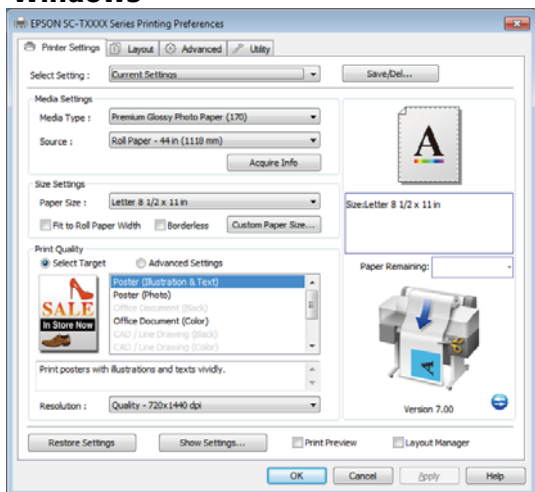 Windows
EPSON SC-TXXXX Series Printing Preferences
Printer Settings Layout Advanced Utility
Select Setting : Current Settings Save/Del...
Media Settings
Media Type : Premium Glossy Photo Paper (170)
Source : Roll Paper - 44 in (1118 mm)
Acquire Info
A
Size Settings
Paper Size : Letter 8 1/2 x 11 in
Fit to Roll Paper Width Borderless Custom Paper Size...
Size:Letter 8 1/2 x 11 in
Print Quality
Select Target Advanced Settings
Paper Remaining: -
SALE
In Store Now
Poster (Illustration & Text)
Poster (Photo)
Office Document (Black)
Office Document (Color)
CAD / Line Drawing (Black)
CAD / Line Drawing (Color)
Print posters with illustrations and texts vividly.
A
Resolution : Quality - 720x1440 dpi
Version 7.00
Restore Settings Show Settings... Print Preview Layout Manager
OK Cancel Apply Help